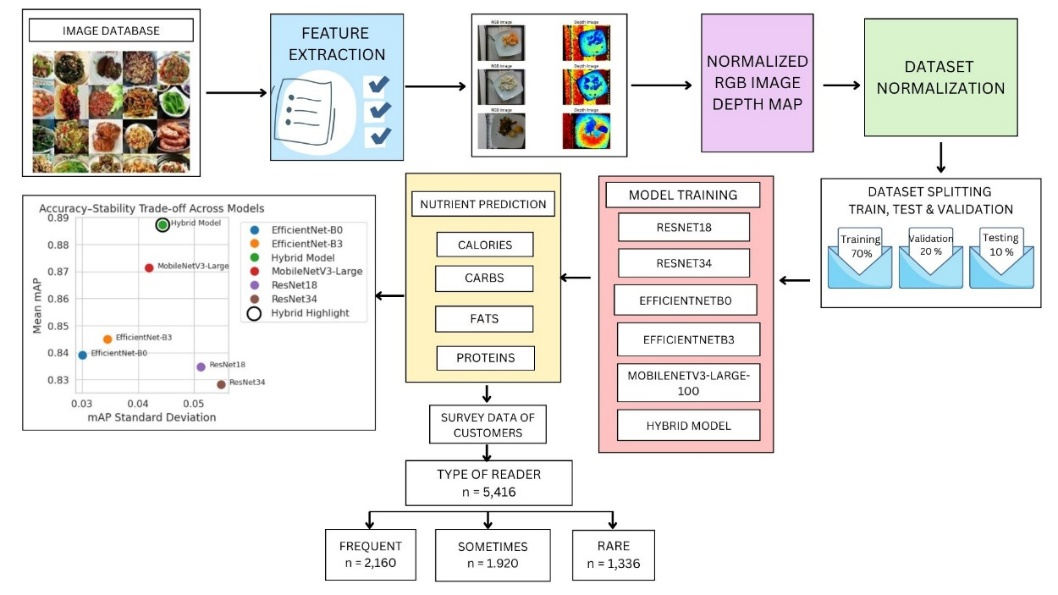 IMAGE DATABASE
FEATURE
EXTRACTION
RGB Image
Depth Image
RGB Image
Depth Image
RGB Image
Depth Image
NORMALIZED
RGB IMAGE
DEPTH MAP
DATASET
NORMALIZATION
DATASET SPLITTING
TRAIN, TEST & VALIDATION
Training
70%
Validation
20 %
Testing
10 %
MODEL TRAINING
RESNET18
RESNET34
EFFICIENTNETB0
EFFICIENTNETB3
MOBILENETV3-LARGE-
100
HYBRID MODEL
NUTRIENT PREDICTION
CALORIES
CARBS
FATS
PROTEINS
Accuracy–Stability Trade-off Across Models
Mean mAP
0.89
0.88
0.87
0.86
0.85
0.84
0.83
0.03
0.04
0.05
mAP Standard Deviation
Hybrid Model
MobileNetV3-Large
EfficientNet-B3
EfficientNet-B0
ResNet18
ResNet34
EfficientNet-B0
EfficientNet-B3
Hybrid Model
MobileNetV3-Large
ResNet18
ResNet34
Hybrid Highlight
SURVEY DATA OF
CUSTOMERS
TYPE OF READER
n = 5,416
FREQUENT
n = 2,160
SOMETIMES
n = 1.920
RARE
n = 1,336